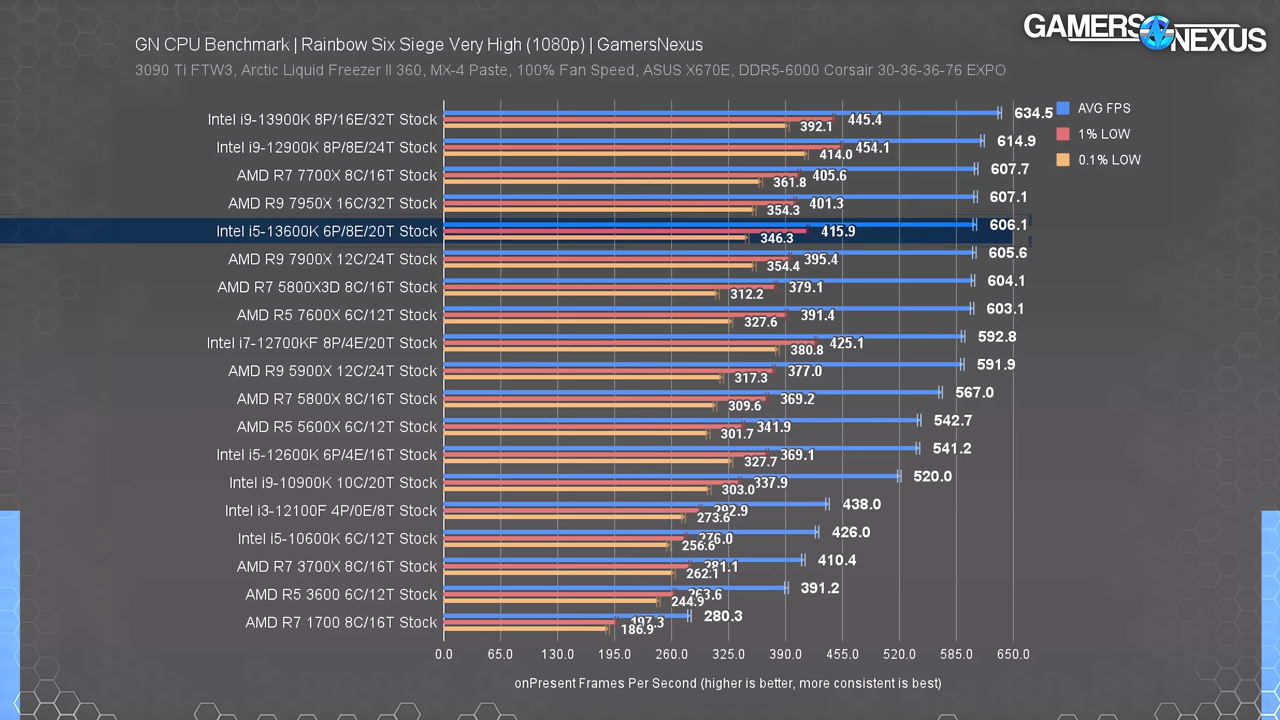 GAMERS NEXUS
GN CPU Benchmark | Rainbow Six Siege Very High (1080p) | GamersNexus
3090 Ti FTW3, Arctic Liquid Freezer II 360, MX-4 Paste, 100% Fan Speed, ASUS X670E, DDR5-6000 Corsair 30-36-36-76 EXPO
AVG FPS
1% LOW
0.1% LOW
Intel i9-13900K 8P/16E/32T Stock 634.5 445.4 392.1
Intel i9-12900K 8P/8E/24T Stock 614.9 454.1 414.0
AMD R7 7700X 8C/16T Stock 607.7 405.6 361.8
AMD R9 7950X 16C/32T Stock 607.1 401.3 354.3
Intel i5-13600K 6P/8E/20T Stock 606.1 415.9 346.3
AMD R9 7900X 12C/24T Stock 605.6 395.4 354.4
AMD R7 5800X3D 8C/16T Stock 604.1 379.1 312.2
AMD R5 7600X 6C/12T Stock 603.1 391.4 327.6
Intel i7-12700KF 8P/4E/20T Stock 592.8 425.1 380.8
AMD R9 5900X 12C/24T Stock 591.9 377.0 317.3
AMD R7 5800X 8C/16T Stock 567.0 369.2 309.6
AMD R5 5600X 6C/12T Stock 542.7 341.9 301.7
Intel i5-12600K 6P/4E/16T Stock 541.2 369.1 327.7
Intel i9-10900K 10C/20T Stock 520.0 337.9 303.0
Intel i3-12100F 4P/0E/8T Stock 438.0 292.9 273.6
Intel i5-10600K 6C/12T Stock 426.0 276.0 256.6
AMD R7 3700X 8C/16T Stock 410.4 281.1 262.1
AMD R5 3600 6C/12T Stock 391.2 263.6 244.9
AMD R7 1700 8C/16T Stock 280.3 197.3 186.9
0.0 65.0 130.0 195.0 260.0 325.0 390.0 455.0 520.0 585.0 650.0
onPresent Frames Per Second (higher is better, more consistent is best)